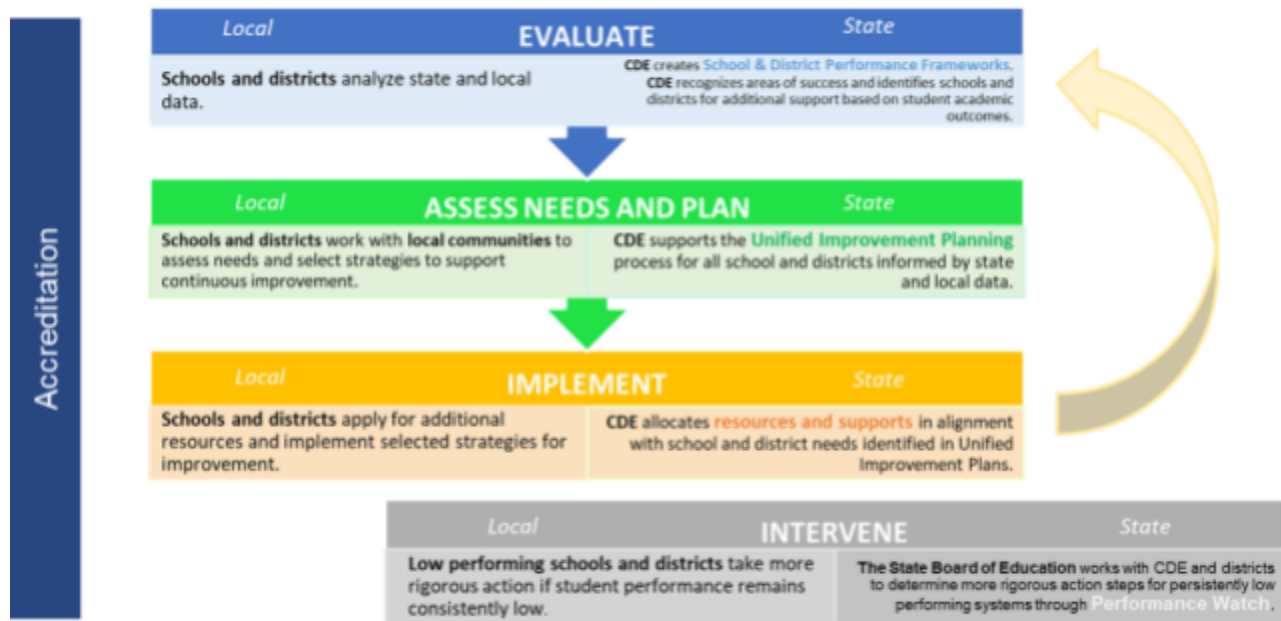 Accreditation
Local EVALUATE State
Schools and districts analyze state and local
data.
CDE creates School & District Performance Frameworks.
CDE recognizes areas of success and identifies schools and
districts for additional support based on student academic
outcomes.
Local ASSESS NEEDS AND PLAN State
Schools and districts work with local communities to
assess needs and select strategies to support
continuous improvement.
CDE supports the Unified Improvement Planning
process for all school and districts informed by state
and local data.
Local IMPLEMENT State
Schools and districts apply for additional
resources and implement selected strategies for
improvement.
CDE allocates resources and supports in alignment
with school and district needs identified in Unified
Improvement Plans.
Local INTERVENE State
Low performing schools and districts take more
rigorous action if student performance remains
consistently low.
The State Board of Education works with CDE and districts
to determine more rigorous action steps for persistently low
performing systems through Performance Watch.